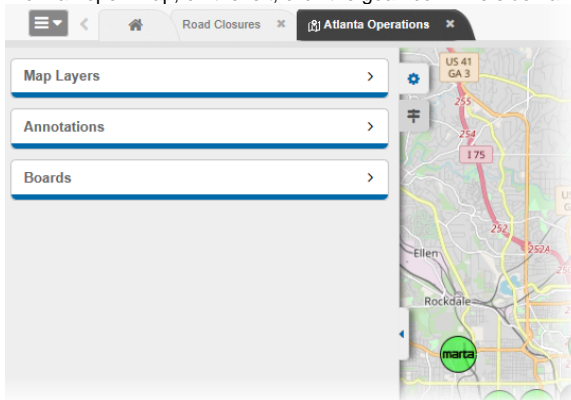 Road Closures
Atlanta Operations
Map Layers
Annotations
Boards
US 41
GA 3
255
254
I 75
252
252A
Ellen
Rockdale
marta